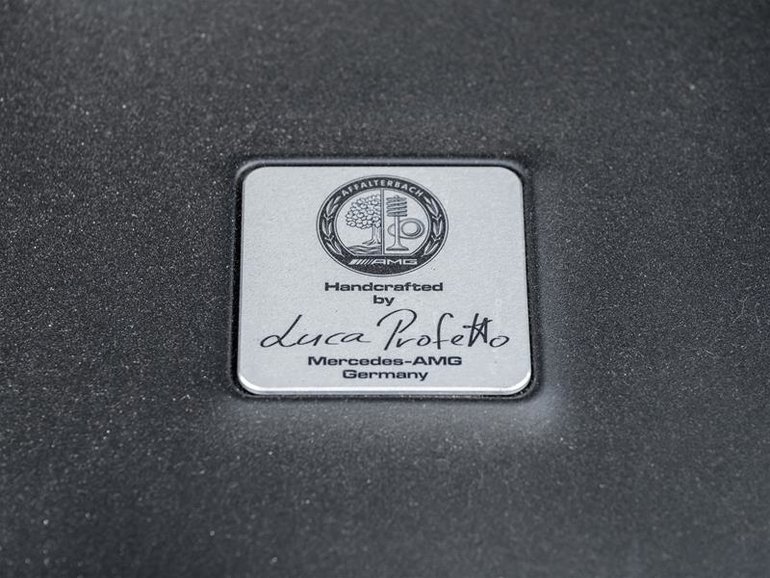 AFFALTERBACH
AMG
Handcrafted
by
Luca Profetto
Mercedes-AMG
Germany